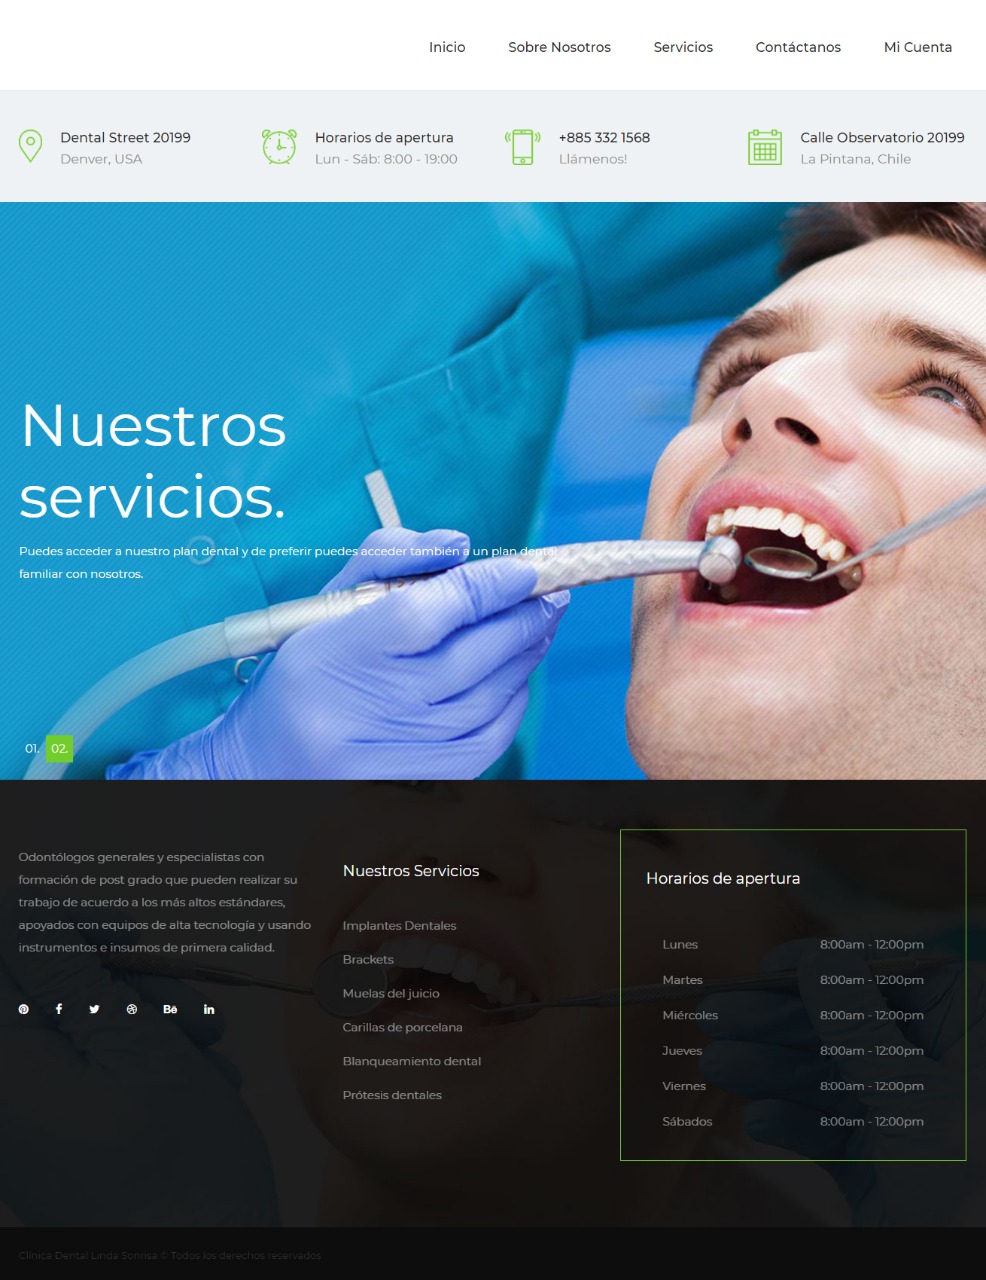 Inicio Sobre Nosotros Servicios Contáctanos Mi Cuenta
Dental Street 20199
Denver, USA
Horarios de apertura
Lun - Sáb: 8:00 - 19:00
+885 332 1568
Llámenos!
Calle Observatorio 20199
La Pintana, Chile
Nuestros
servicios.
Puedes acceder a nuestro plan dental y de preferir puedes acceder también a un plan dental
familiar con nosotros.
01. 02.
Odontólogos generales y especialistas con
formación de post grado que pueden realizar su
trabajo de acuerdo a los más altos estándares,
apoyados con equipos de alta tecnología y usando
instrumentos e insumos de primera calidad.
Nuestros Servicios
Implantes Dentales
Brackets
Muelas del juicio
Carillas de porcelana
Blanqueamiento dental
Prótesis dentales
Horarios de apertura
Lunes 8:00am - 12:00pm
Martes 8:00am - 12:00pm
Miércoles 8:00am - 12:00pm
Jueves 8:00am - 12:00pm
Viernes 8:00am - 12:00pm
Sábados 8:00am - 12:00pm
Clinica Dental Linda Sonrisa © Todos los derechos reservados